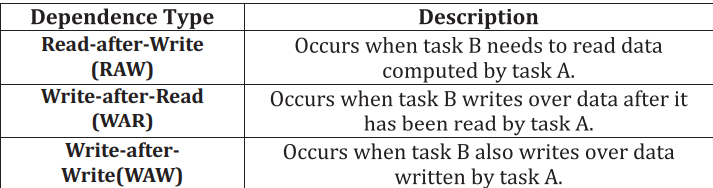 Dependence Type Description
Read-after-Write
(RAW)
Occurs when task B needs to read data
computed by task A.
Write-after-Read
(WAR)
Occurs when task B writes over data after it
has been read by task A.
Write-after-
Write(WAW)
Occurs when task B also writes over data
written by task A.